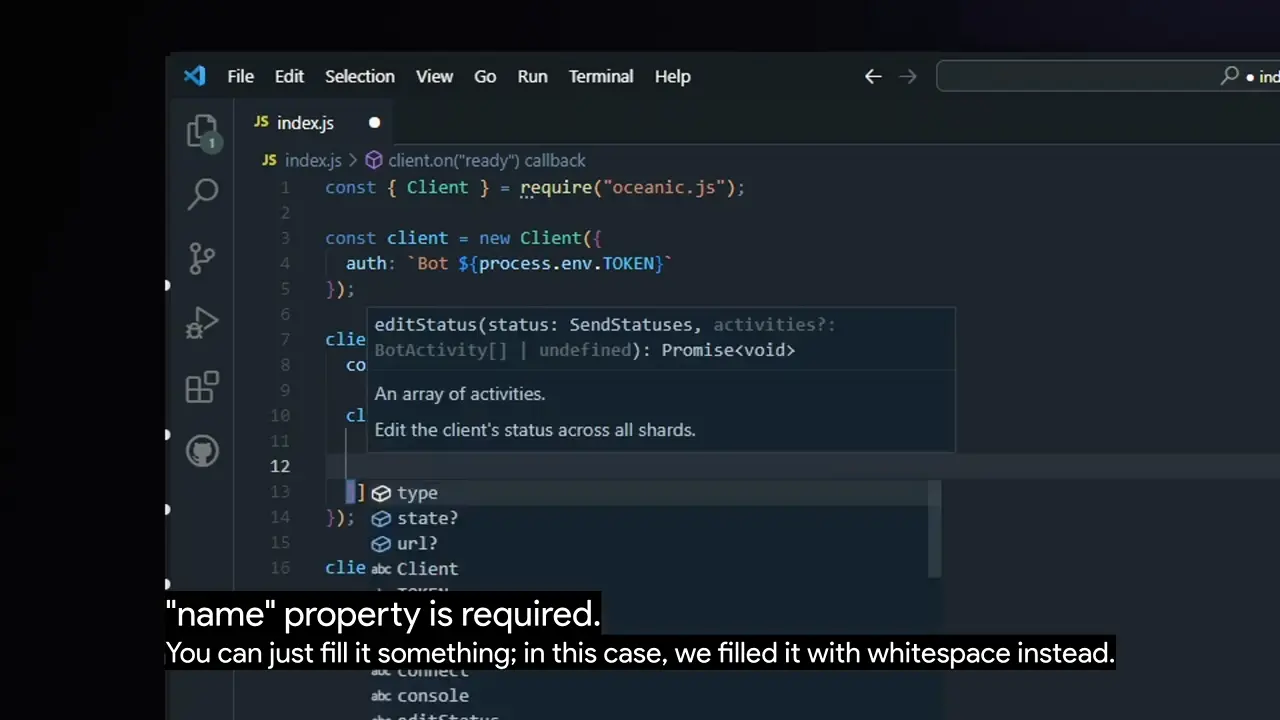 File Edit Selection View Go Run Terminal Help
● ind
JS index.js ●
1
JS index.js > client.on("ready") callback
1 const { Client } = require("oceanic.js");
2
3 const client = new Client({
4 auth: `Bot ${process.env.TOKEN}`
5 });
6
editStatus(status: SendStatuses, activities?:
7 clie
BotActivity[] | undefined): Promise<void>
8 co
9
An array of activities.
10 cl
Edit the client's status across all shards.
11
12
13 ] type
14 }); state?
15 url?
16 clie abc Client
"name" property is required.
You can just fill it something; in this case, we filled it with whitespace instead.
abc connect
abc console
abc editStatus